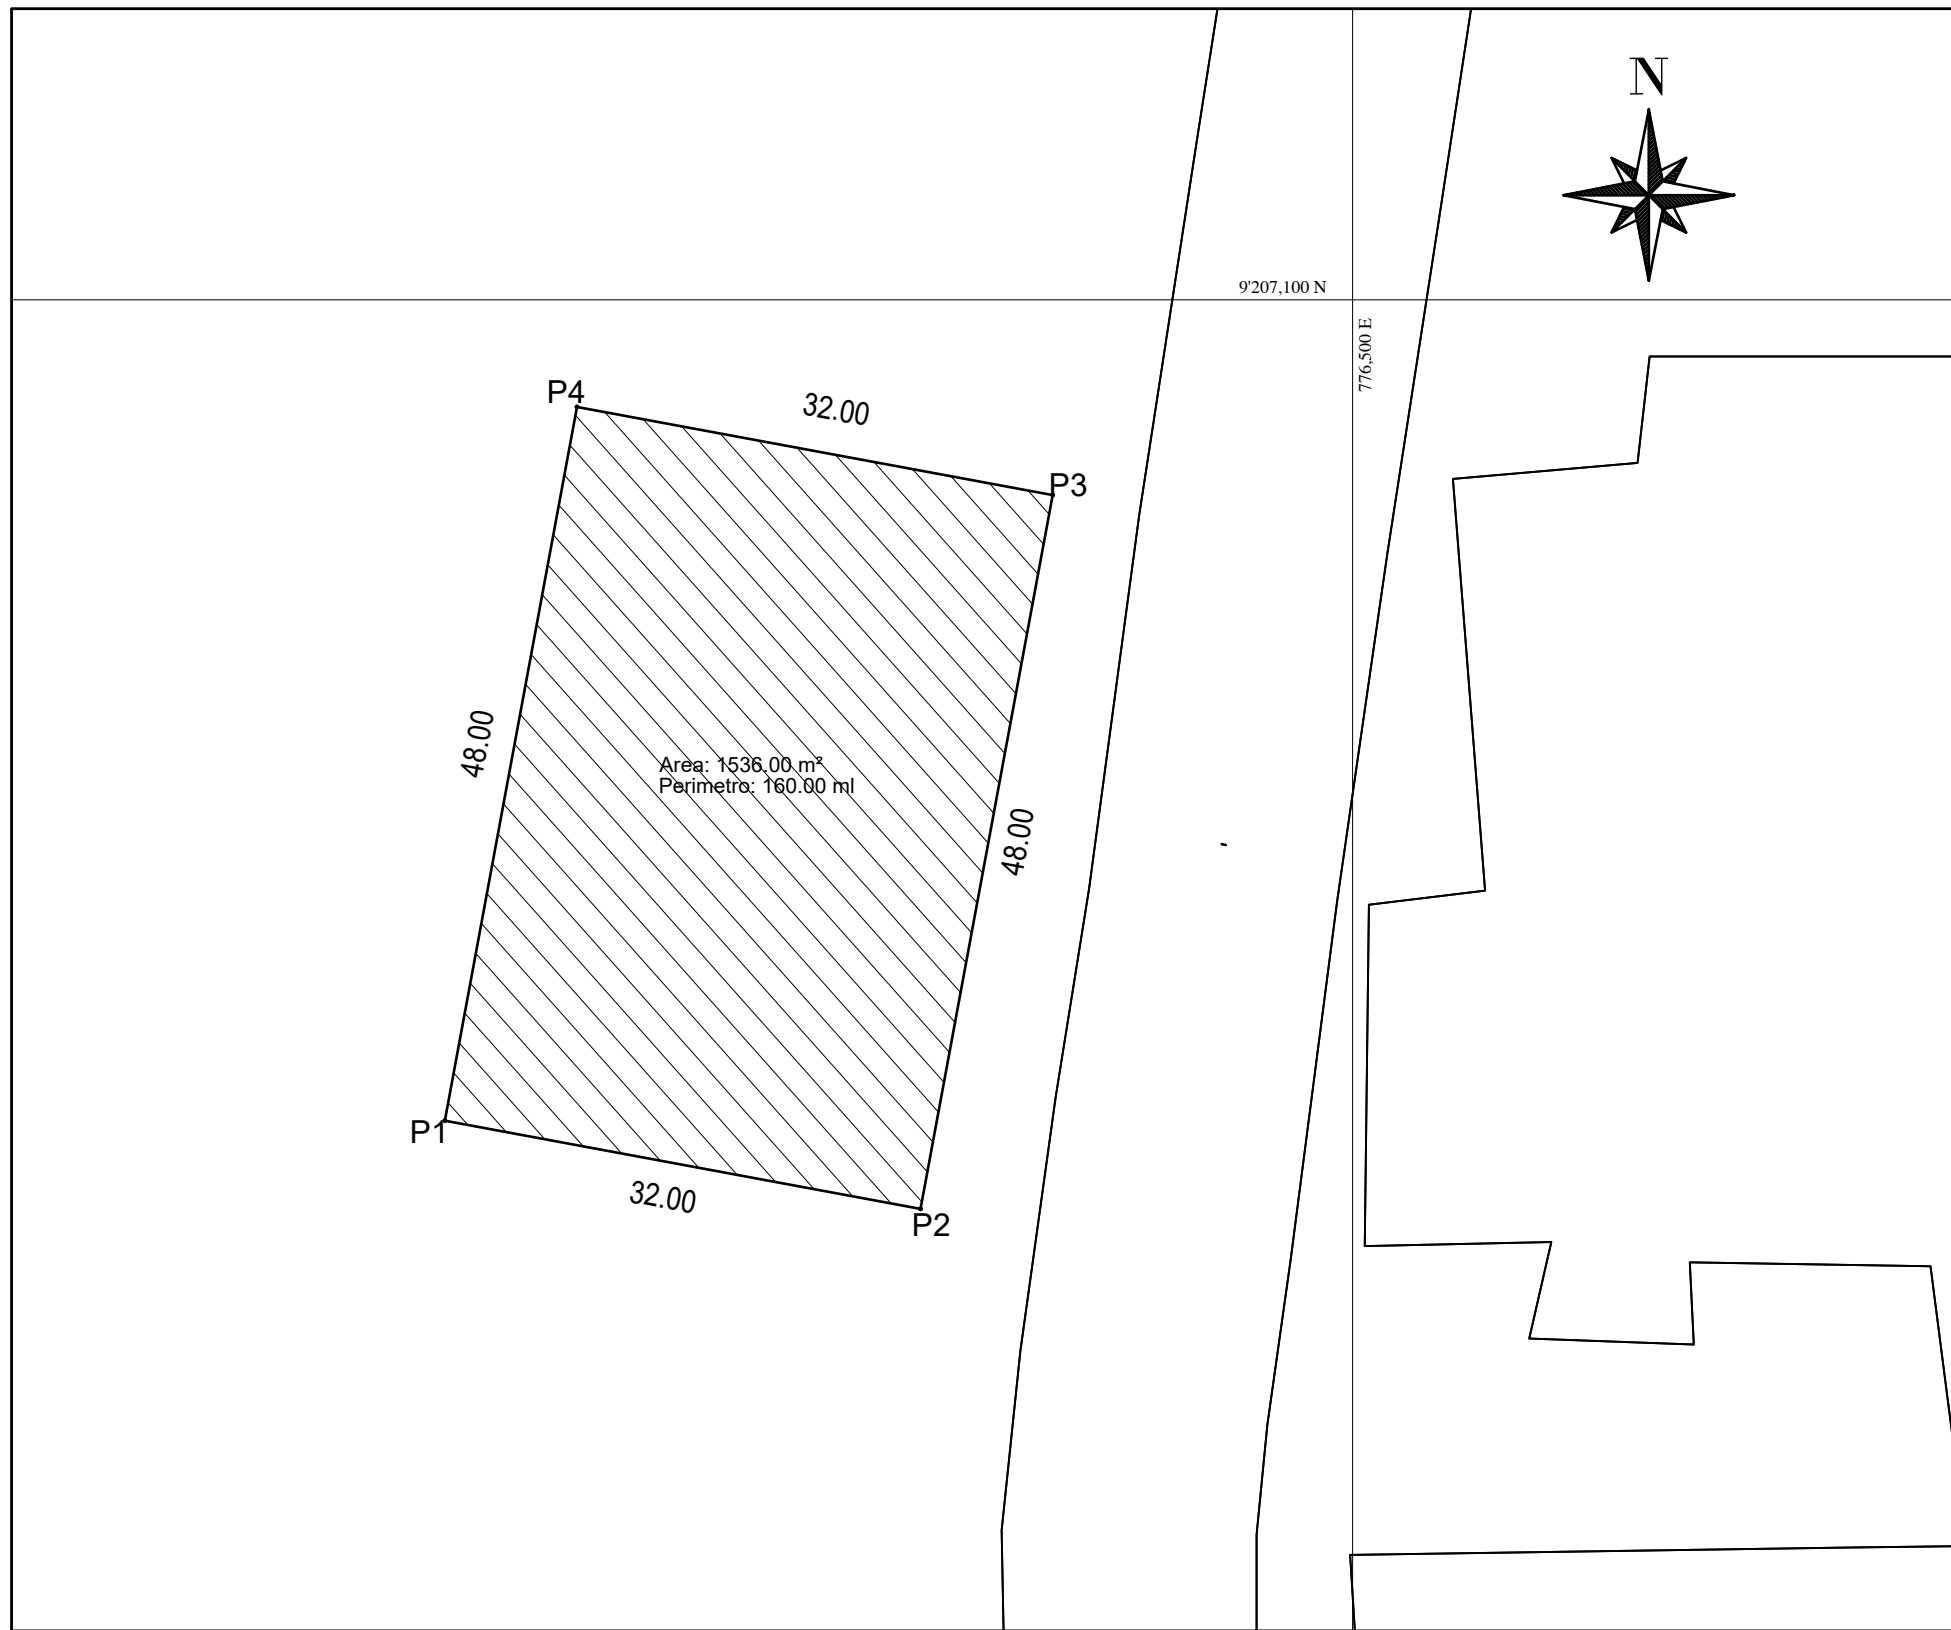 N
9'207,100 N
776,500 E
P4
32.00
P3
48.00
Area: 1536.00 m²
Perimetro: 160.00 ml
48.00
P1
32.00
P2